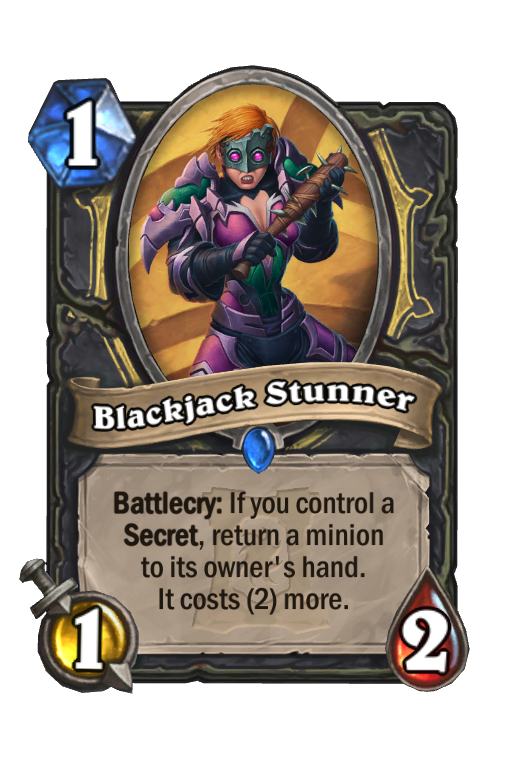 1
Blackjack Stunner
Battlecry: If you control a
Secret, return a minion
to its owner's hand.
It costs (2) more.
1
2